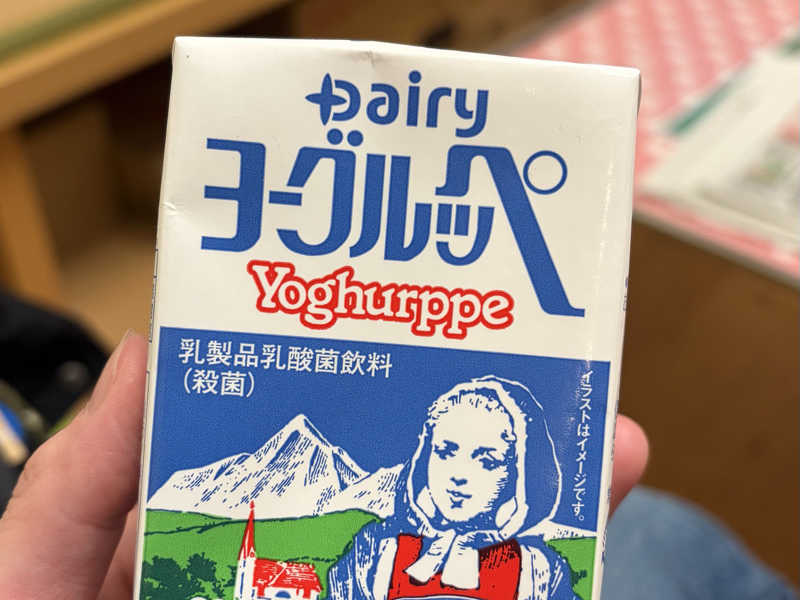 Dairy
ヨーグルッペ
Yoghurppe
乳製品乳酸菌飲料
（殺菌）
イラストはイメージです。